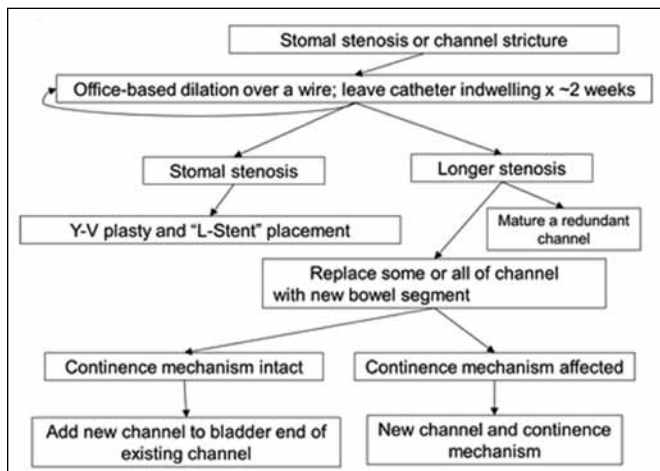 Stomal stenosis or channel stricture
Office-based dilation over a wire; leave catheter indwelling x ~2 weeks
Stomal stenosis
Longer stenosis
Y-V plasty and “L-Stent” placement
Mature a redundant
channel
Replace some or all of channel
with new bowel segment
Continence mechanism intact
Continence mechanism affected
Add new channel to bladder end of
existing channel
New channel and continence
mechanism